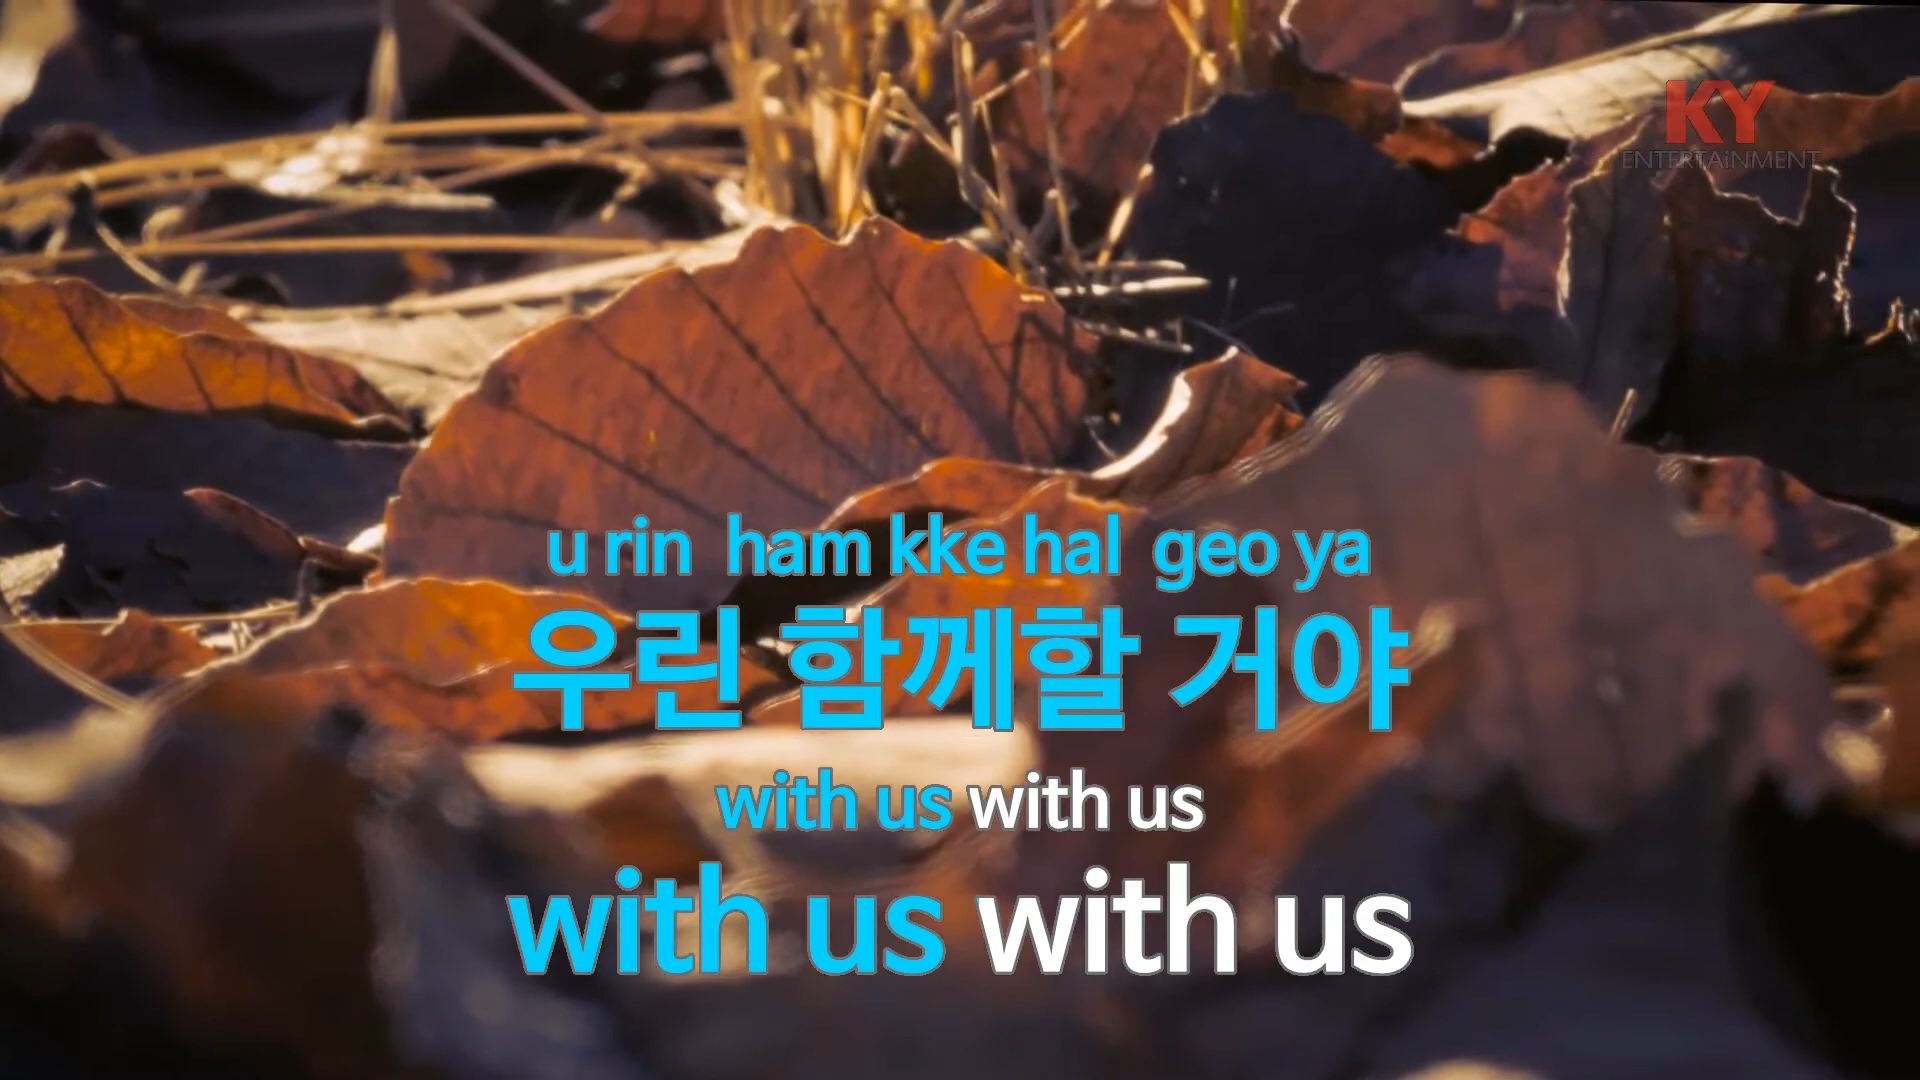 KY
ENTERTAiNMENT
u rin ham kke hal geo ya
우린 함께할 거야
with us with us
with us with us